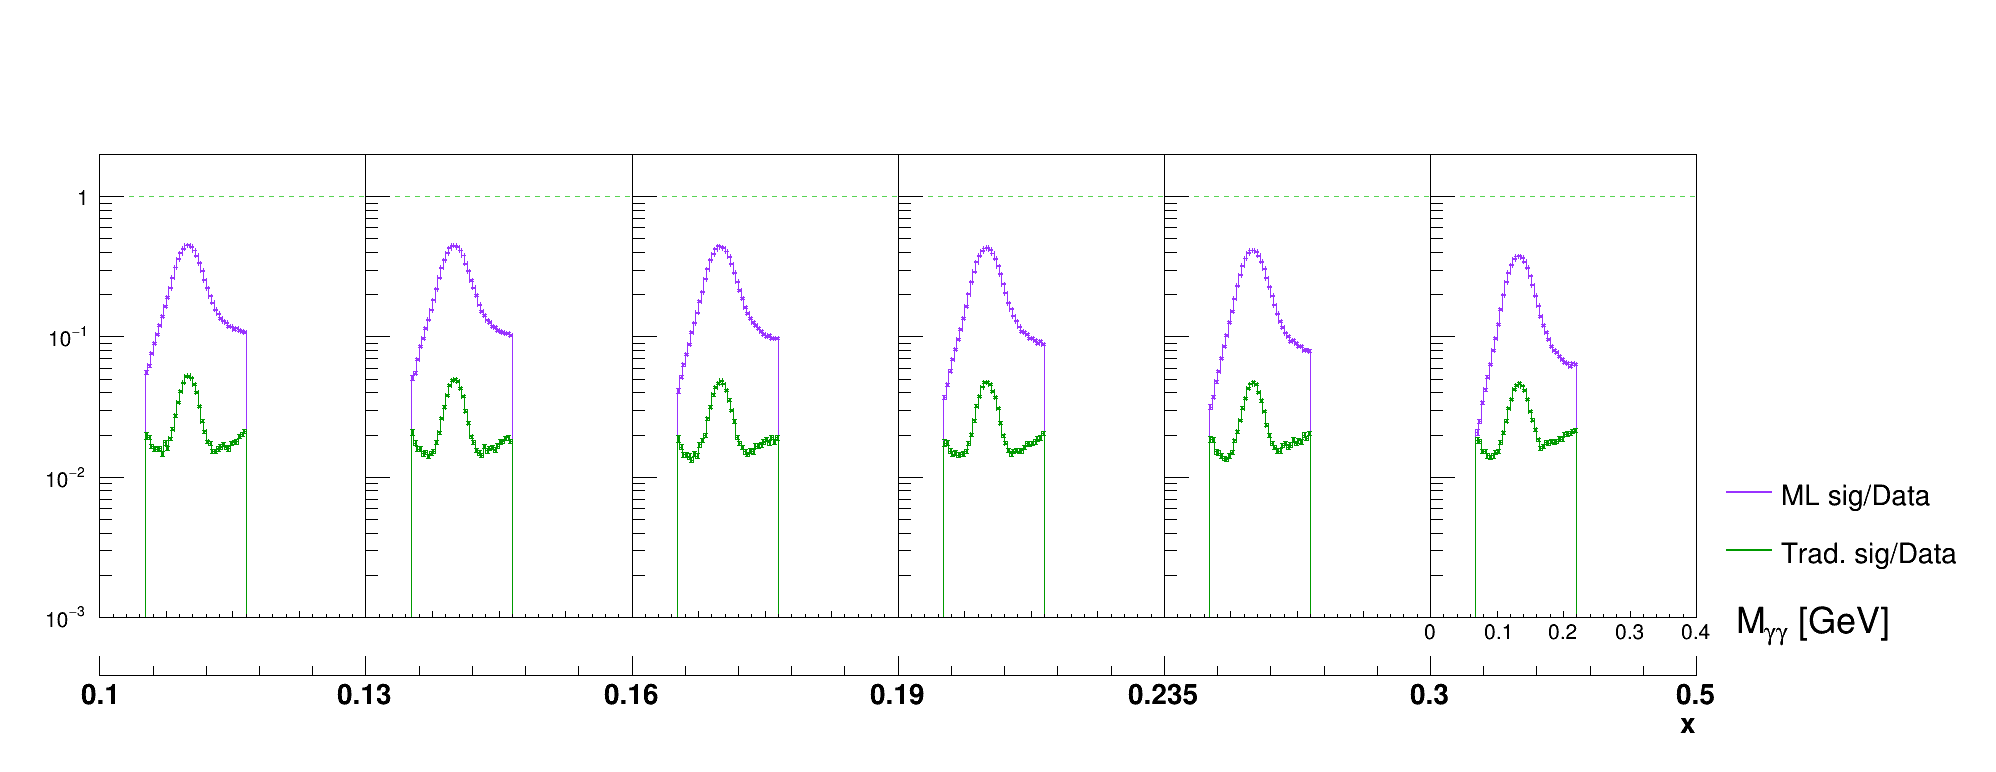 1
10⁻¹
10⁻²
10⁻³
ML sig/Data
Trad. sig/Data
0 0.1 0.2 0.3 0.4
Mγγ [GeV]
0.1 0.13 0.16 0.19 0.235 0.3 0.5
x